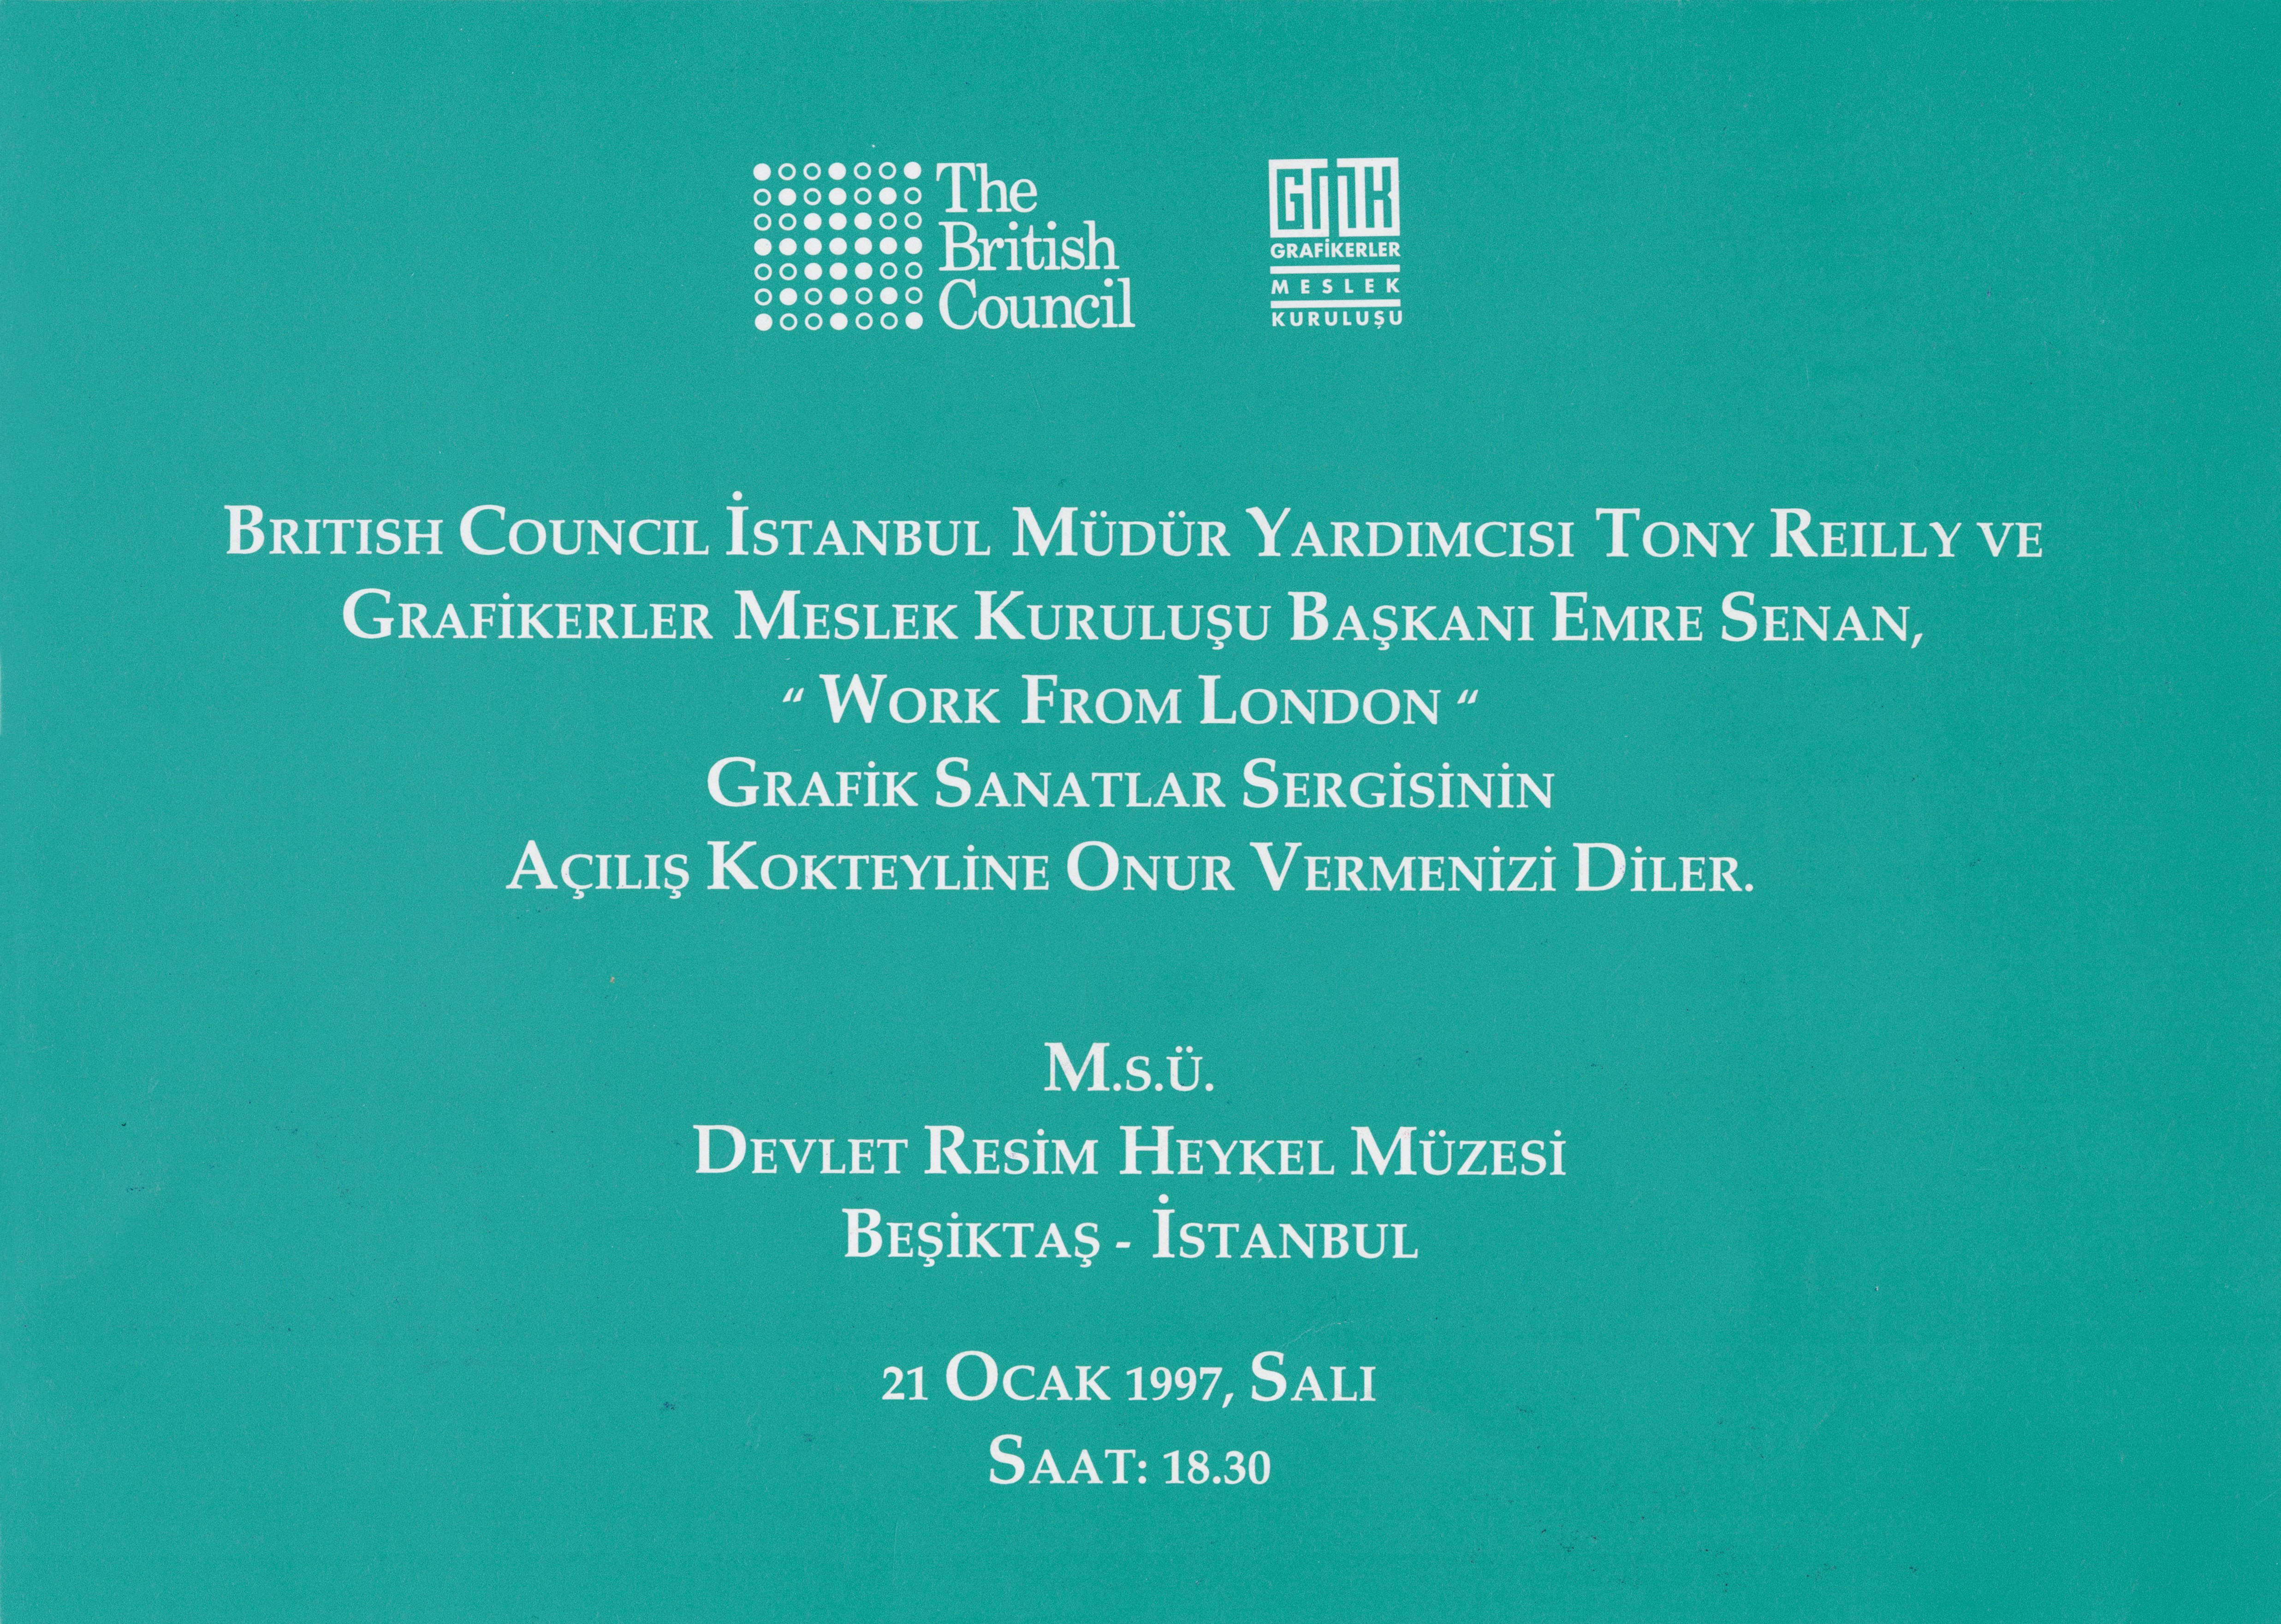 The
British
Council
GMK
GRAFİKERLER
MESLEK
KURULUŞU
BRITISH COUNCIL İSTANBUL MÜDÜR YARDIMCISI TONY REILLY VE
GRAFİKERLER MESLEK KURULUŞU BAŞKANI EMRE SENAN,
“ WORK FROM LONDON “
GRAFİK SANATLAR SERGİSİNİN
AÇILIŞ KOKTEYLİNE ONUR VERMENİZİ DİLER.
M.S.Ü.
DEVLET RESİM HEYKEL MÜZESİ
BEŞİKTAŞ - İSTANBUL
21 OCAK 1997, SALI
SAAT: 18.30